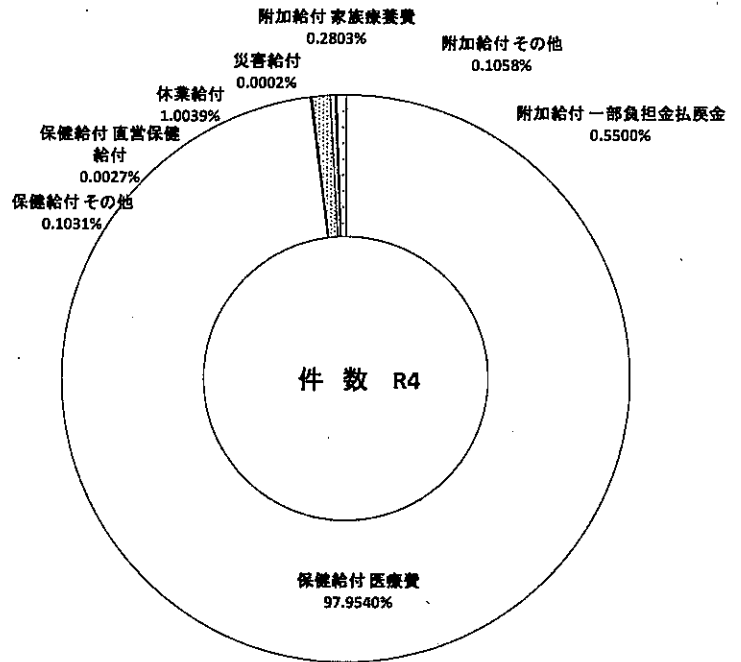 附加給付 家族療養費
0.2803%
附加給付 その他
0.1058%
災害給付
0.0002%
休業給付
1.0039%
附加給付 一部負担金払戻金
0.5500%
保健給付 直営保健
給付
0.0027%
保健給付 その他
0.1031%
件 数 R4
保健給付 医療費
97.9540%